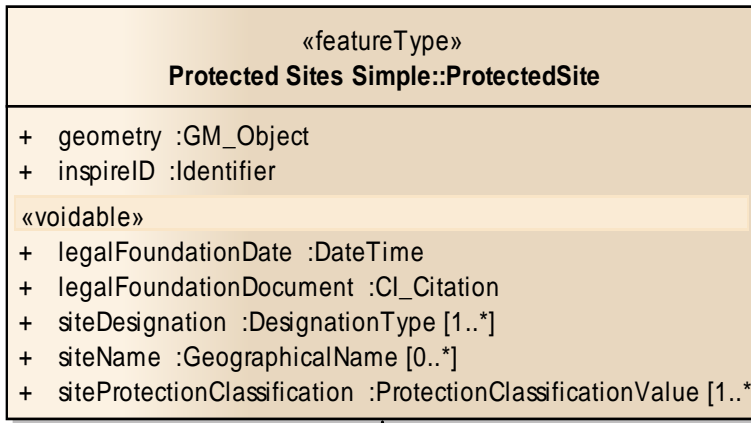 «featureType»
Protected Sites Simple::ProtectedSite
+ geometry :GM_Object
+ inspireID :Identifier
«voidable»
+ legalFoundationDate :DateTime
+ legalFoundationDocument :CI_Citation
+ siteDesignation :DesignationType [1..*]
+ siteName :GeographicalName [0..*]
+ siteProtectionClassification :ProtectionClassificationValue [1..*